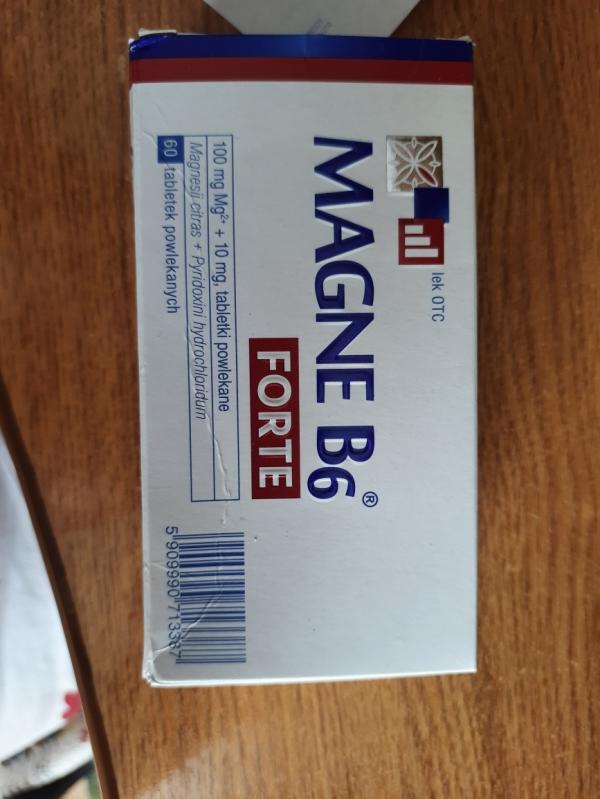 lek OTC
MAGNE B6®
FORTE
100 mg Mg²⁺ + 10 mg, tabletki powlekane
Magnesii citras + Pyridoxini hydrochloridum
60 tabletek powlekanych
5 909990 713387